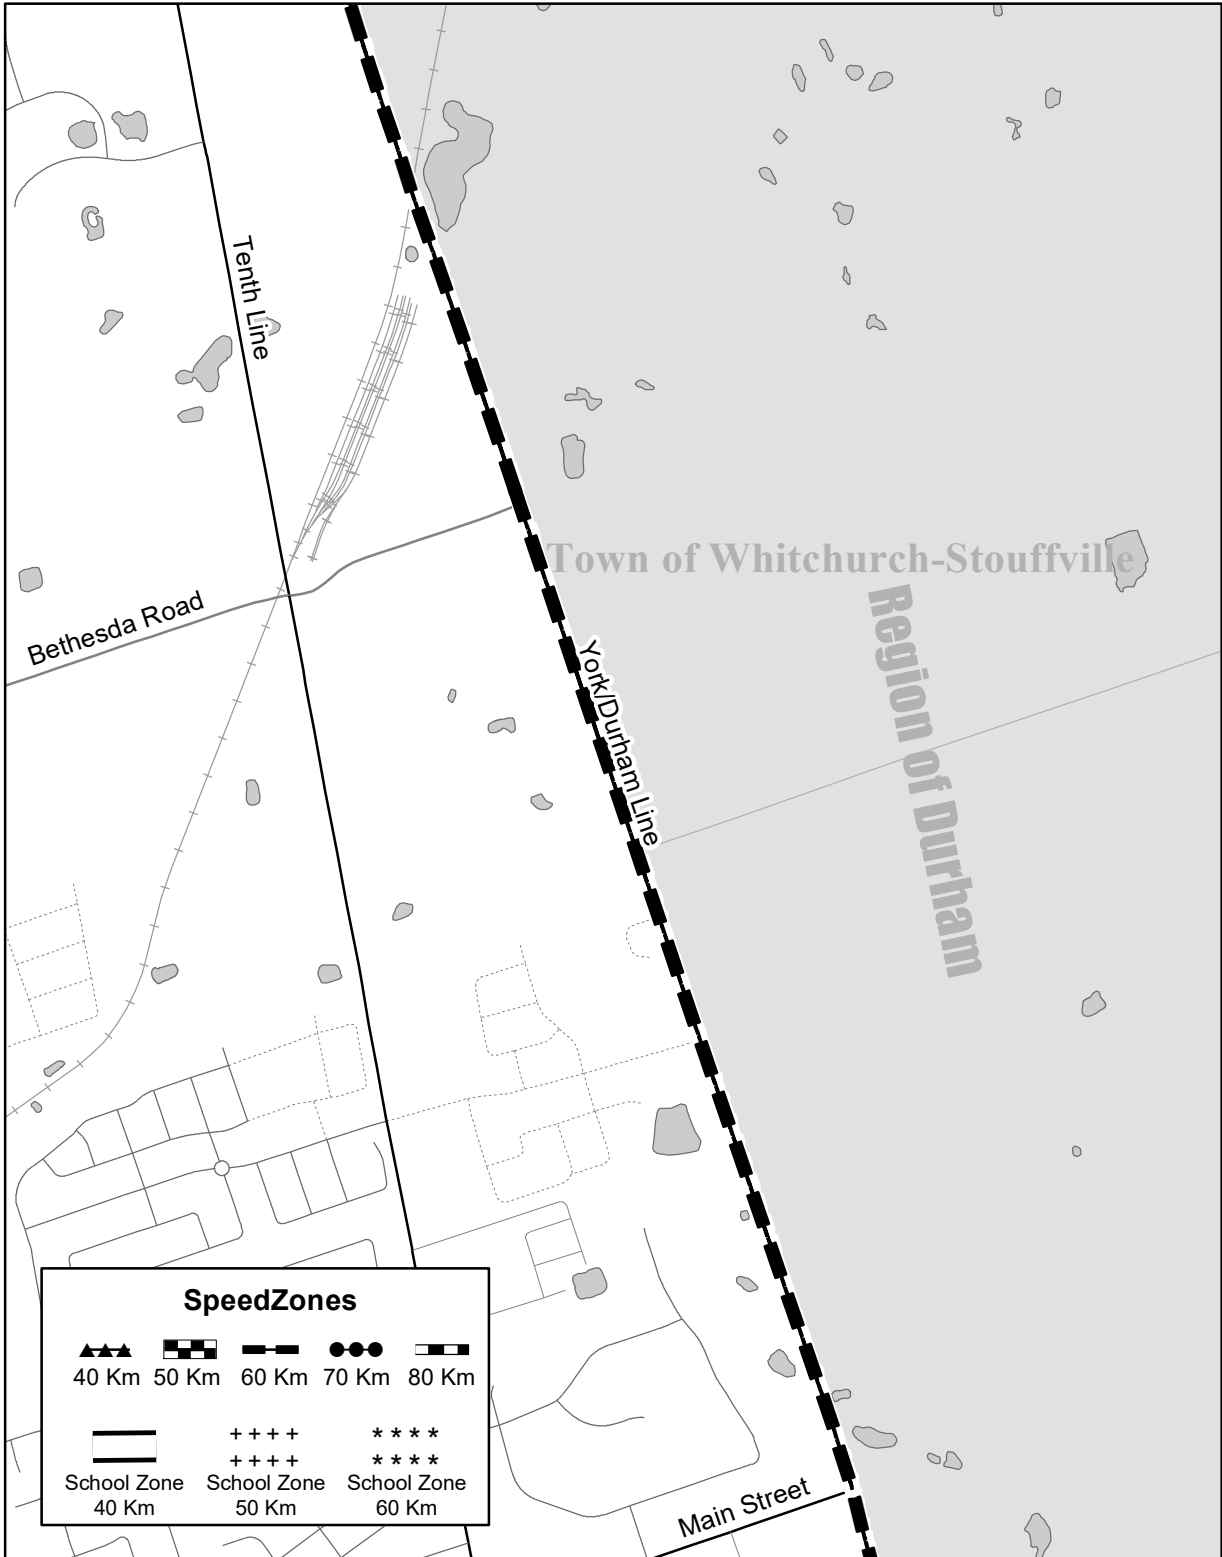 Tenth Line
Town of Whitchurch-Stouffville
Region of Durham
Bethesda Road
York/Durham Line
SpeedZones
40 Km 50 Km 60 Km 70 Km 80 Km
School Zone School Zone School Zone
40 Km 50 Km 60 Km
Main Street